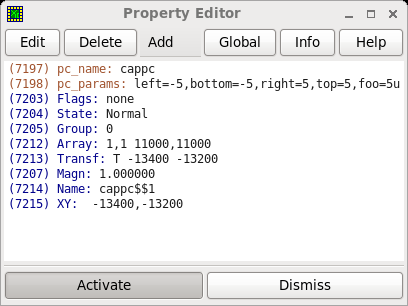 Property Editor
Edit Delete Add Global Info Help
(7197) pc_name: cappc
(7198) pc_params: left=-5,bottom=-5,right=5,top=5,foo=5u
(7203) Flags: none
(7204) State: Normal
(7205) Group: 0
(7212) Array: 1,1 11000,11000
(7213) Transf: T -13400 -13200
(7207) Magn: 1.000000
(7214) Name: cappc$$1
(7215) XY:  -13400,-13200
Activate Dismiss